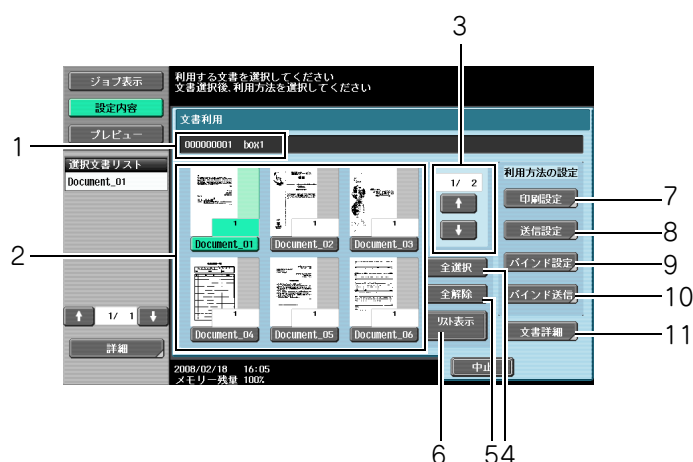 3
ジョブ表示
利用する文書を選択してください
文書選択後、利用方法を選択してください
設定内容
文書利用
プレビュー
1
000000001 box1
選択文書リスト
Document_01
1/ 2
利用方法の設定
印刷設定
7
送信設定
8
2
1
Document_01
1
Document_02
1
Document_03
全選択
バインド設定
9
全解除
バインド送信
10
リスト表示
文書詳細
11
1
Document_04
1
Document_05
1
Document_06
1/ 1
詳細
中止
2008/02/18 16:05
メモリー残量 100%
6
5
4